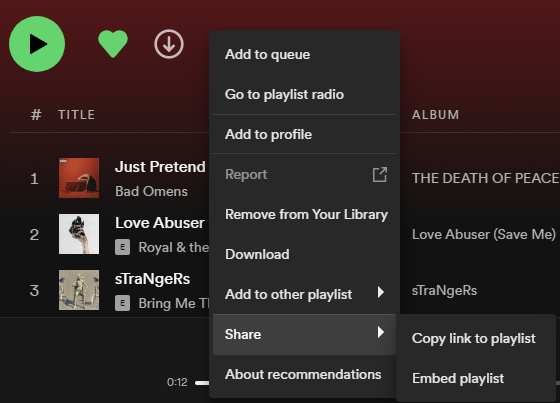 Add to queue
Go to playlist radio
Add to profile
Report
Remove from Your Library
Download
Add to other playlist
Share
About recommendations
Copy link to playlist
Embed playlist
# TITLE ALBUM
1 Just Pretend
Bad Omens
THE DEATH OF PEACE
2 Love Abuser
E Royal & the
Love Abuser (Save Me)
3 sTraNgeRs
E Bring Me
sTraNgeRs
0:12